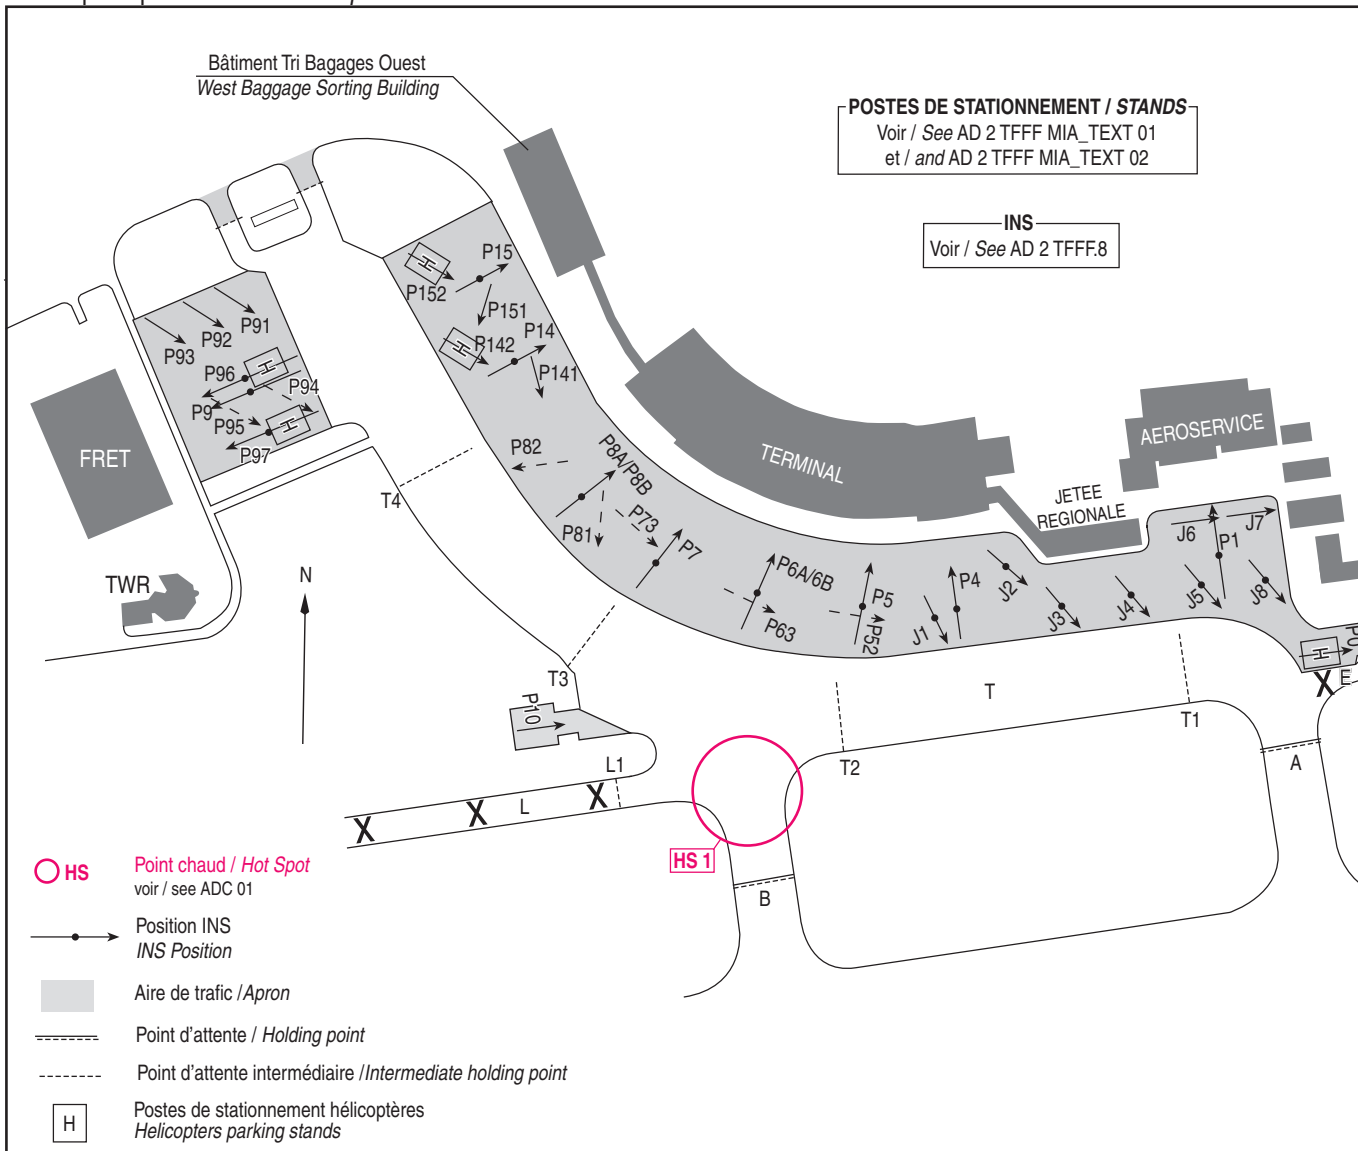 Bâtiment Tri Bagages Ouest
West Baggage Sorting Building
POSTES DE STATIONNEMENT / STANDS
Voir / See AD 2 TFFF MIA_TEXT 01
et / and AD 2 TFFF MIA_TEXT 02
INS
Voir / See AD 2 TFFF.8
P15
H
P152
P151
P14
H
P142
P141
P91
P92
P93
H
P96
P94
P9
H
P95
P97
FRET
TWR
T4
N
P82
P8A/P8B
P81
P73
P7
P6A/6B
P63
P5
P52
P4
J1
J2
J3
J4
J5
J6
J7
P1
J8
P0
H
E
TERMINAL
JETEE
REGIONALE
AEROSERVICE
T3
P10
T
T1
T2
A
L1
L
X
X
X
X
HS 1
B
HS
Point chaud / Hot Spot
voir / see ADC 01
Position INS
INS Position
Aire de trafic / Apron
Point d'attente / Holding point
Point d'attente intermédiaire / Intermediate holding point
H
Postes de stationnement hélicoptères
Helicopters parking stands